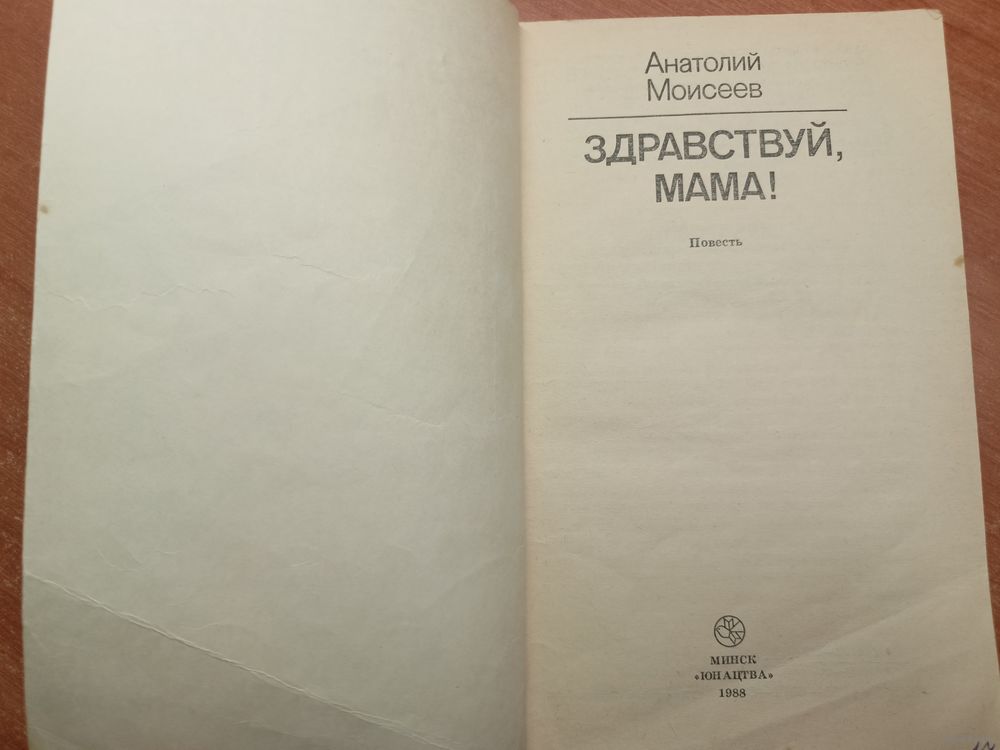 Анатолий
Моисеев
ЗДРАВСТВУЙ,
МАМА!
Повесть
МИНСК
«ЮНАЦТВА»
1988